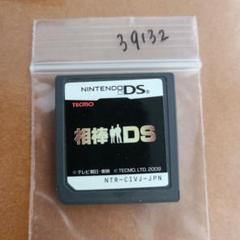 39132
NINTENDO DS
TECMO
相棒DS
©テレビ朝日・東映 ©TECMO, LTD. 2009
NTR-CIVJ-JPN